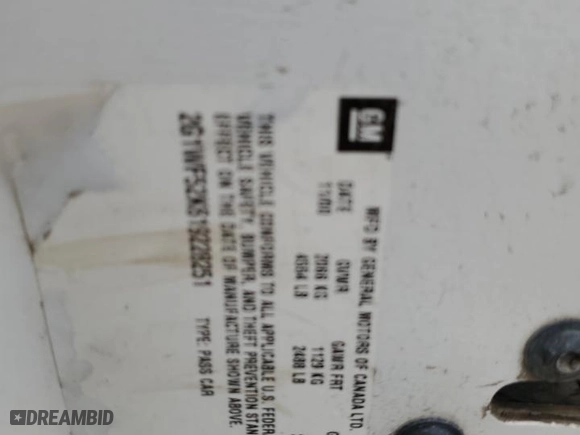 GM
MFD BY GENERAL MOTORS OF CANADA LTD.
DATE GVWR GAWR FRT
11/00 2068 KG 1129 KG
4564 LB 2488 LB
THIS VEHICLE CONFORMS TO ALL APPLICABLE U.S. FEDER
VEHICLE SAFETY, BUMPER, AND THEFT PREVENTION STAN
EFFECT ON THE DATE OF MANUFACTURE SHOWN ABOVE.
2G1WF52K619228251 TYPE: PASS CAR
DREAMBID